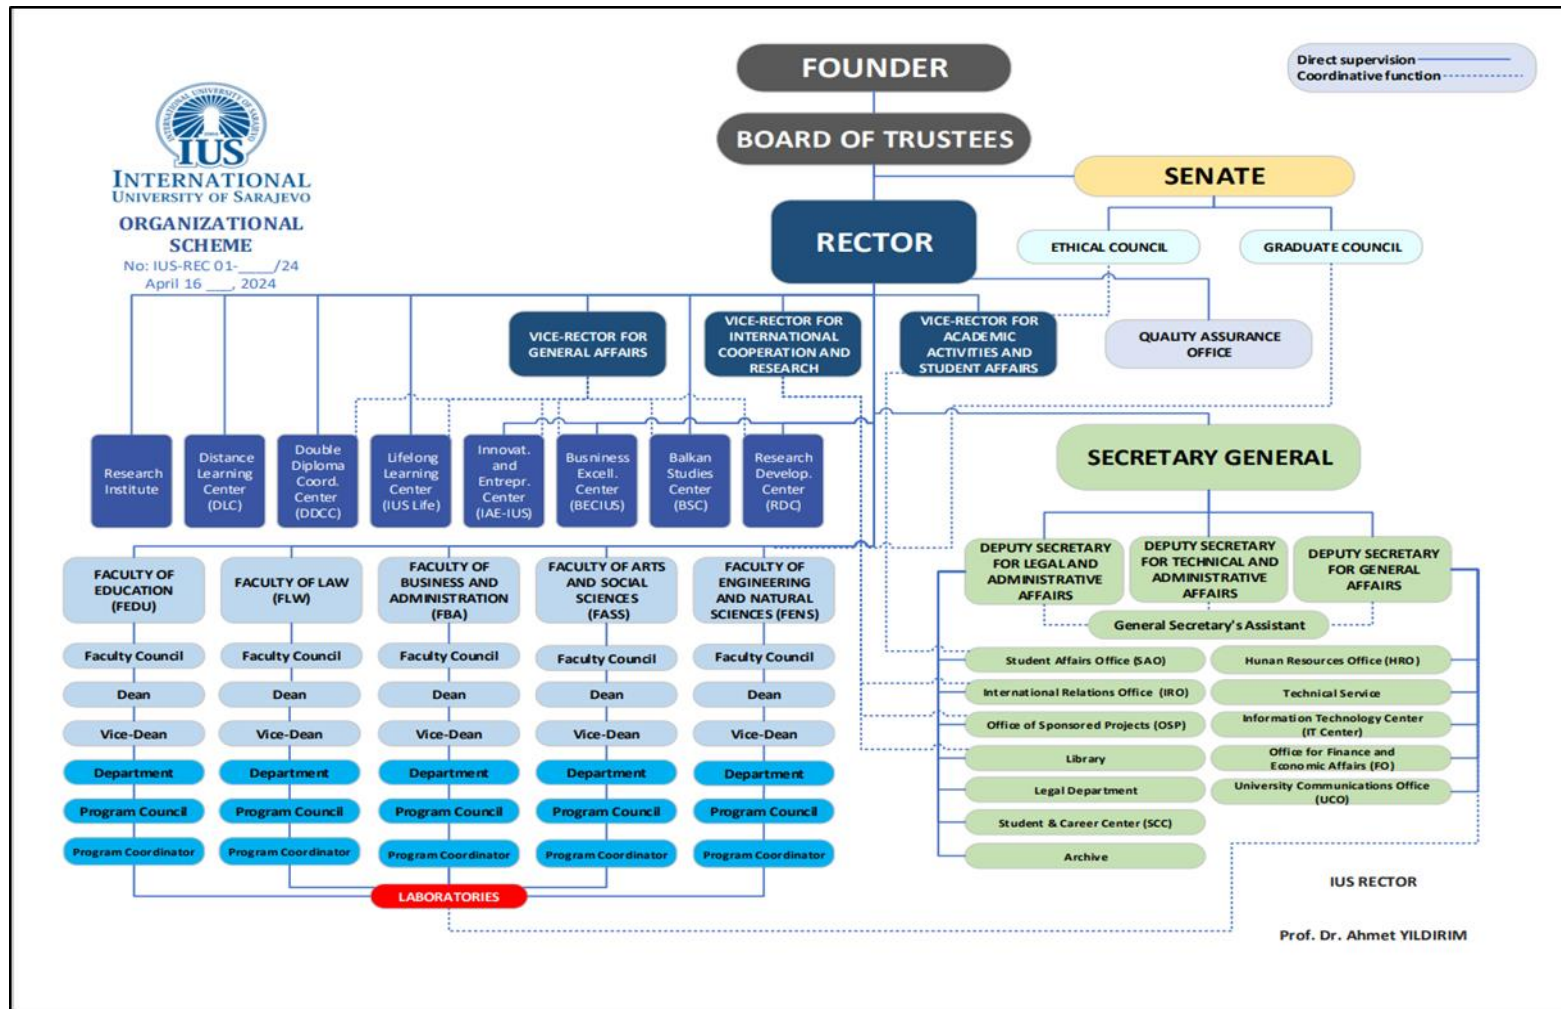 FOUNDER
Direct supervision
Coordinative function
BOARD OF TRUSTEES
INTERNATIONAL UNIVERSITY OF SARAJEVO
IUS
INTERNATIONAL
UNIVERSITY OF SARAJEVO
ORGANIZATIONAL
SCHEME
No: IUS-REC 01-____/24
April 16 ___, 2024
SENATE
RECTOR
ETHICAL COUNCIL
GRADUATE COUNCIL
VICE-RECTOR FOR
GENERAL AFFAIRS
VICE-RECTOR FOR
INTERNATIONAL
COOPERATION AND
RESEARCH
VICE-RECTOR FOR
ACADEMIC
ACTIVITIES AND
STUDENT AFFAIRS
QUALITY ASSURANCE
OFFICE
Research
Institute
Distance
Learning
Center
(DLC)
Double
Diploma
Coord.
Center
(DDCC)
Lifelong
Learning
Center
(IUS Life)
Innovat.
and
Entrepr.
Center
(IAE-IUS)
Busniness
Excell.
Center
(BECIUS)
Balkan
Studies
Center
(BSC)
Research
Develop.
Center
(RDC)
SECRETARY GENERAL
FACULTY OF
EDUCATION
(FEDU)
FACULTY OF LAW
(FLW)
FACULTY OF
BUSINESS AND
ADMINISTRATION
(FBA)
FACULTY OF ARTS
AND SOCIAL
SCIENCES
(FASS)
FACULTY OF
ENGINEERING
AND NATURAL
SCIENCES (FENS)
DEPUTY SECRETARY
FOR LEGAL AND
ADMINISTRATIVE
AFFAIRS
DEPUTY SECRETARY
FOR TECHNICAL AND
ADMINISTRATIVE
AFFAIRS
DEPUTY SECRETARY
FOR GENERAL
AFFAIRS
General Secretary's Assistant
Faculty Council
Faculty Council
Faculty Council
Faculty Council
Faculty Council
Dean
Dean
Dean
Dean
Dean
Vice-Dean
Vice-Dean
Vice-Dean
Vice-Dean
Vice-Dean
Department
Department
Department
Department
Department
Program Council
Program Council
Program Council
Program Council
Program Council
Program Coordinator
Program Coordinator
Program Coordinator
Program Coordinator
Program Coordinator
LABORATORIES
Student Affairs Office (SAO)
International Relations Office (IRO)
Office of Sponsored Projects (OSP)
Library
Legal Department
Student & Career Center (SCC)
Archive
Hunan Resources Office (HRO)
Technical Service
Information Technology Center
(IT Center)
Office for Finance and
Economic Affairs (FO)
University Communications Office
(UCO)
IUS RECTOR
Prof. Dr. Ahmet YILDIRIM